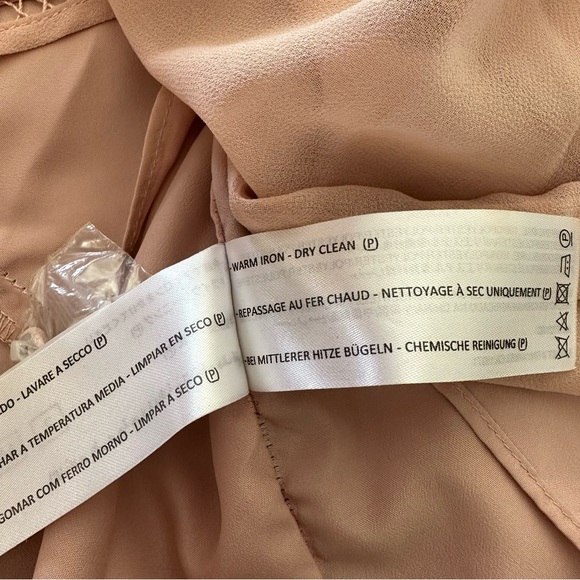 -WARM IRON - DRY CLEAN (P)
-REPASSAGE AU FER CHAUD - NETTOYAGE À SEC UNIQUEMENT (P)
-BEI MITTLERER HITZE BÜGELN - CHEMISCHE REINIGUNG (P)
DO - LAVARE A SECCO (P)
HAR A TEMPERATURA MEDIA - LIMPIAR EN SECO (P)
GOMAR COM FERRO MORNO - LIMPAR Á SECO (P)